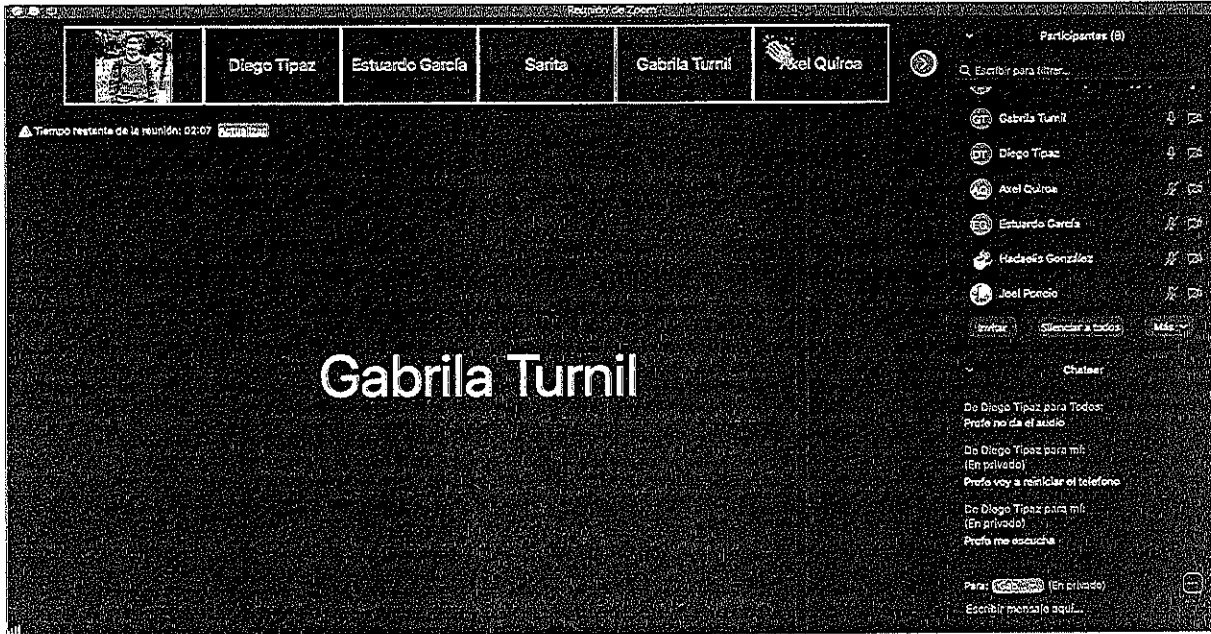 Reunión de Zoom
Diego Tipaz
Estuardo García
Sarita
Gabrila Turnil
Axel Quiroa
Tiempo restante de la reunión: 02:07 Actualizar
Gabrila Turnil
Participantes (8)
Escribir para filtrar...
GT Gabrila Turnil
DT Diego Tipaz
AQ Axel Quiroa
EG Estuardo García
González
Joel
Invitar Silenciar a todos Más
Chatear
De Diego Tipaz para Todos:
Profe no da el audio
De Diego Tipaz para mí:
(En privado)
Profe voy a reiniciar el telefono
De Diego Tipaz para mí:
(En privado)
Profe me escucha
Para: (En privado)
Escribir mensaje aquí...